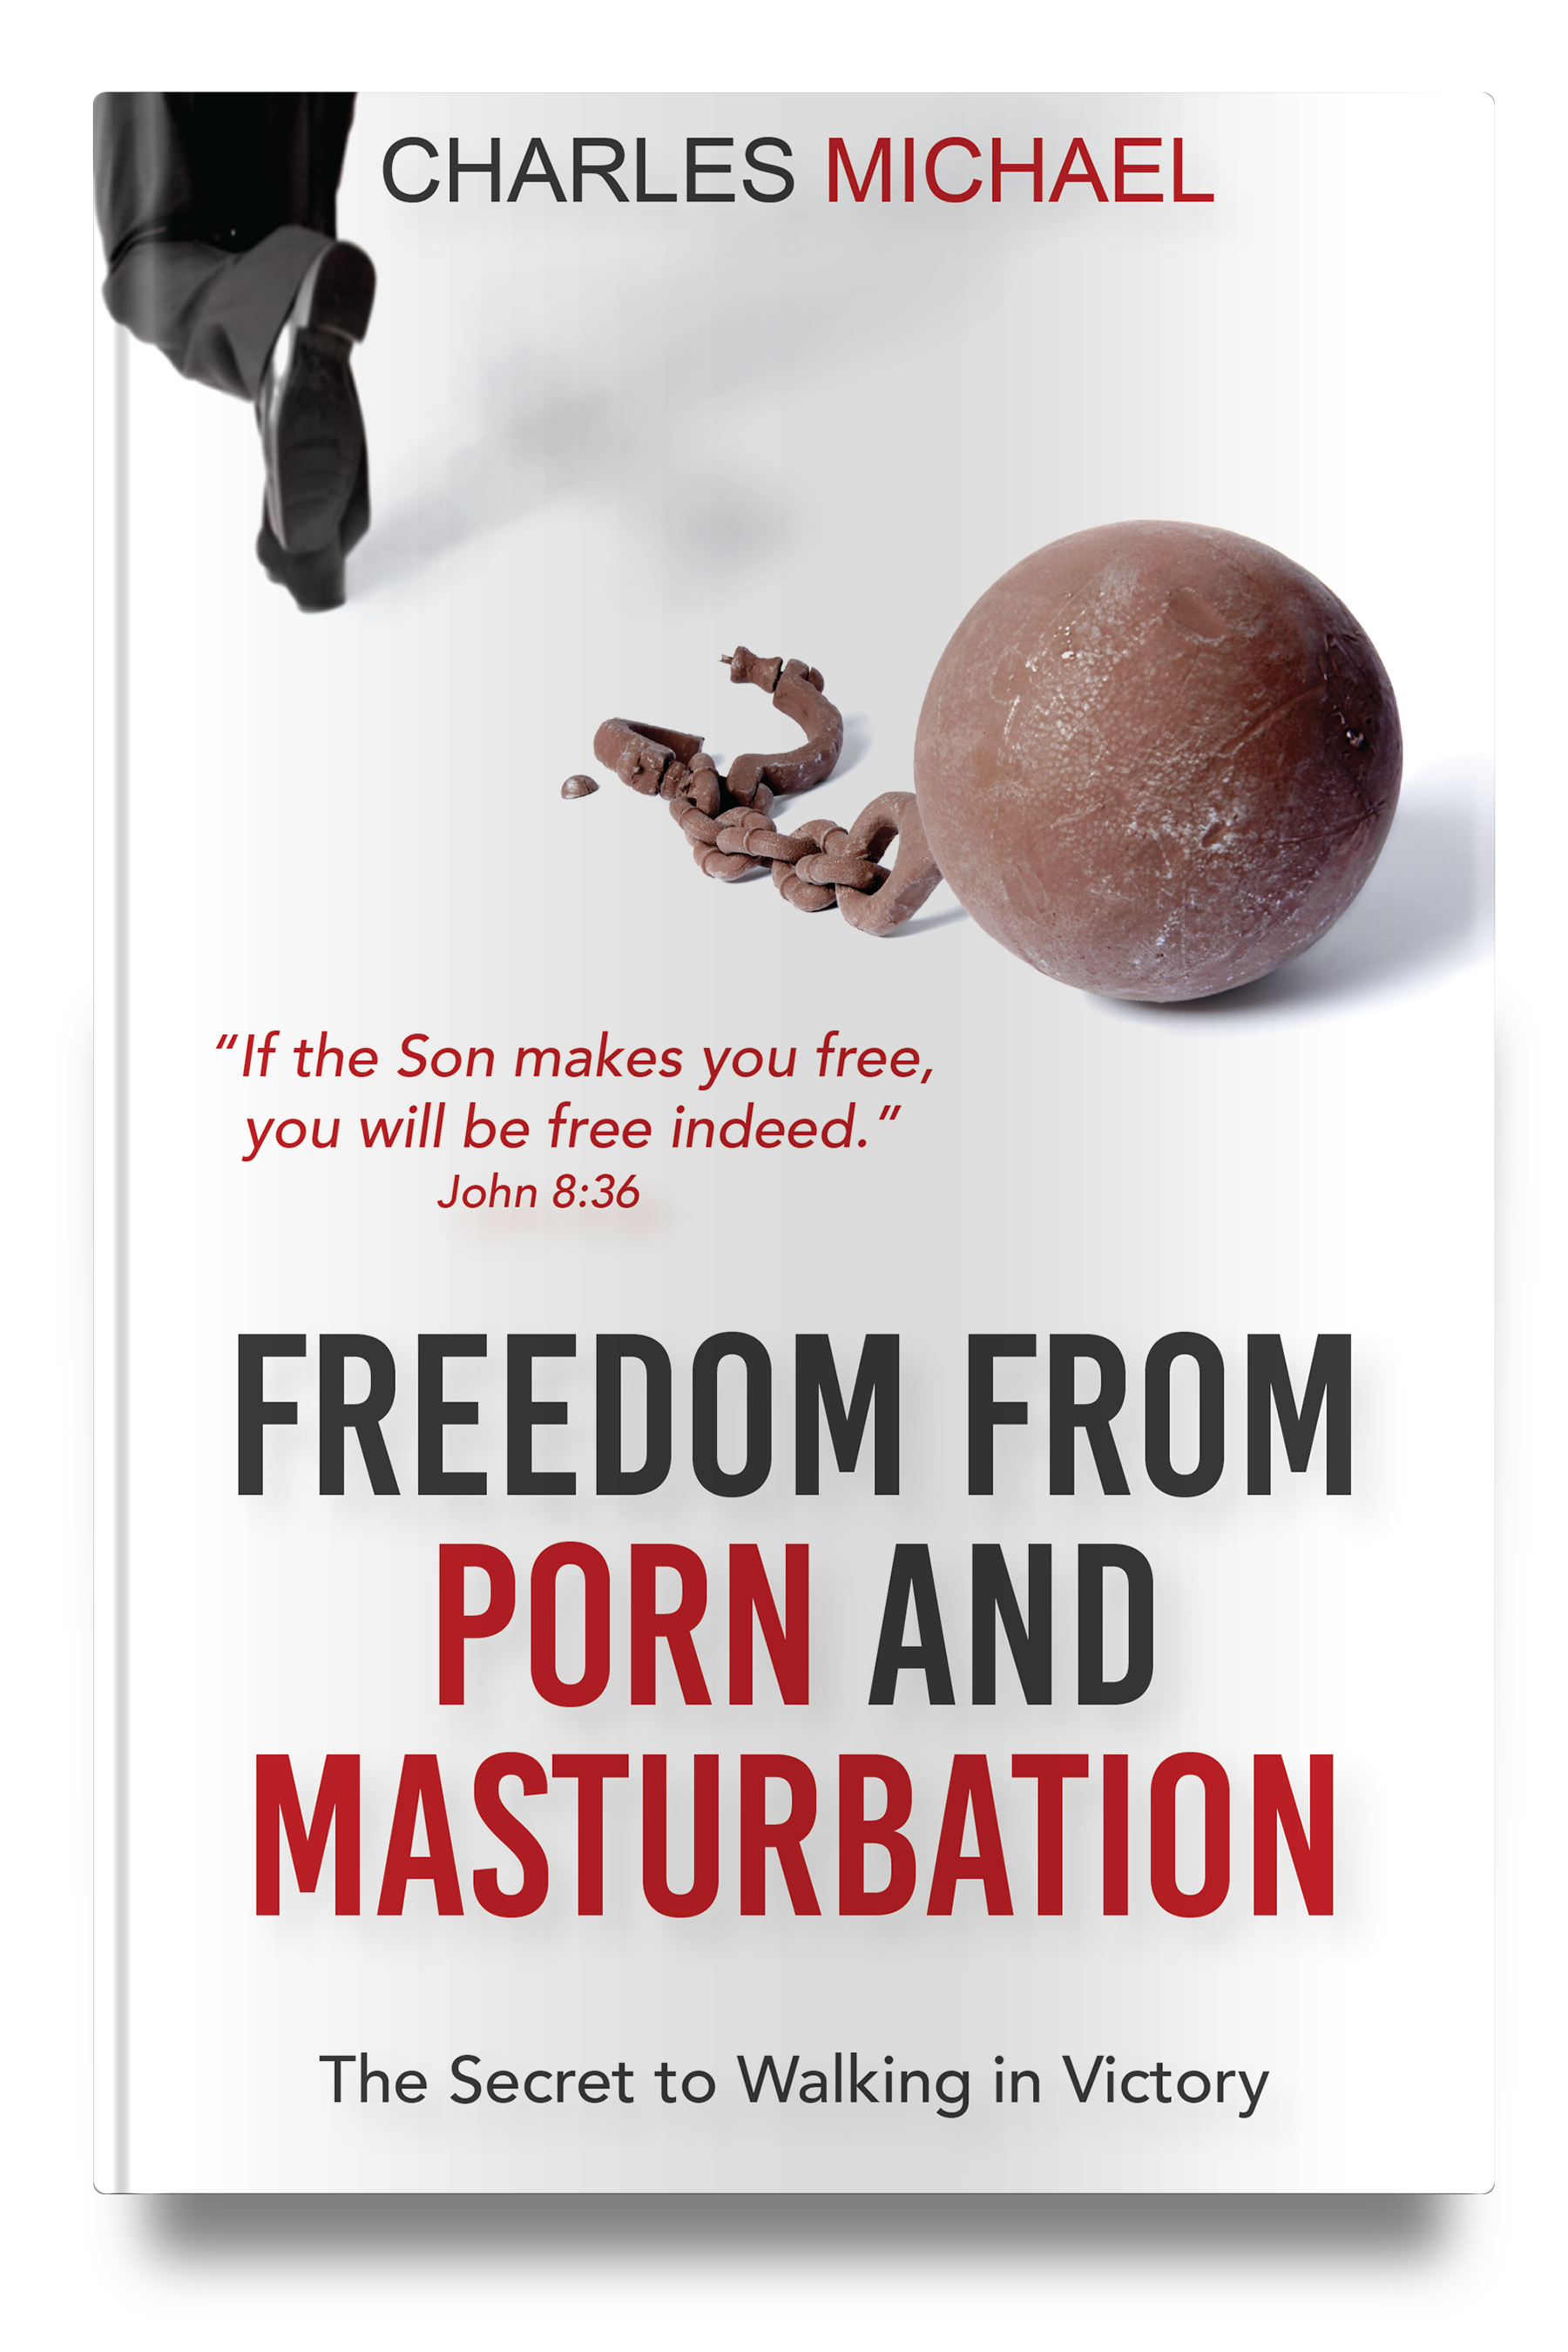 CHARLES MICHAEL
“If the Son makes you free,
you will be free indeed.”
John 8:36
FREEDOM FROM
PORN AND
MASTURBATION
The Secret to Walking in Victory